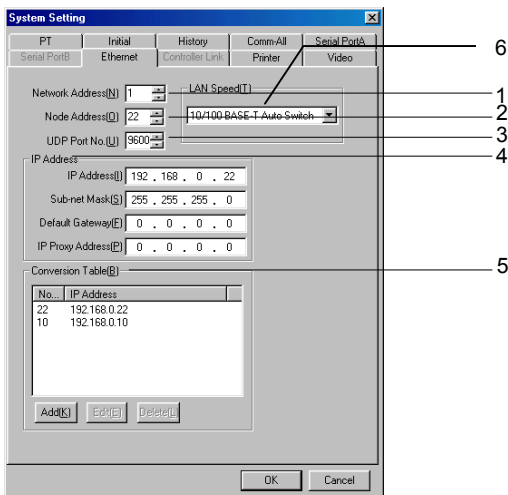 System Setting
PT Initial History Comm-All Serial PortA
Serial PortB Ethernet Controller Link Printer Video
6
Network Address(N) 1
LAN Speed(T)
1
Node Address(O) 22
10/100 BASE-T Auto Switch
2
UDP Port No.(U) 9600
3
IP Address
4
IP Address(I) 192 . 168 . 0 . 22
Sub-net Mask(S) 255 . 255 . 255 . 0
Default Gateway(F) 0 . 0 . 0 . 0
IP Proxy Address(P) 0 . 0 . 0 . 0
Conversion Table(B)
5
No... IP Address
22 192.168.0.22
10 192.168.0.10
Add(K) Edit(E) Delete(L)
OK Cancel